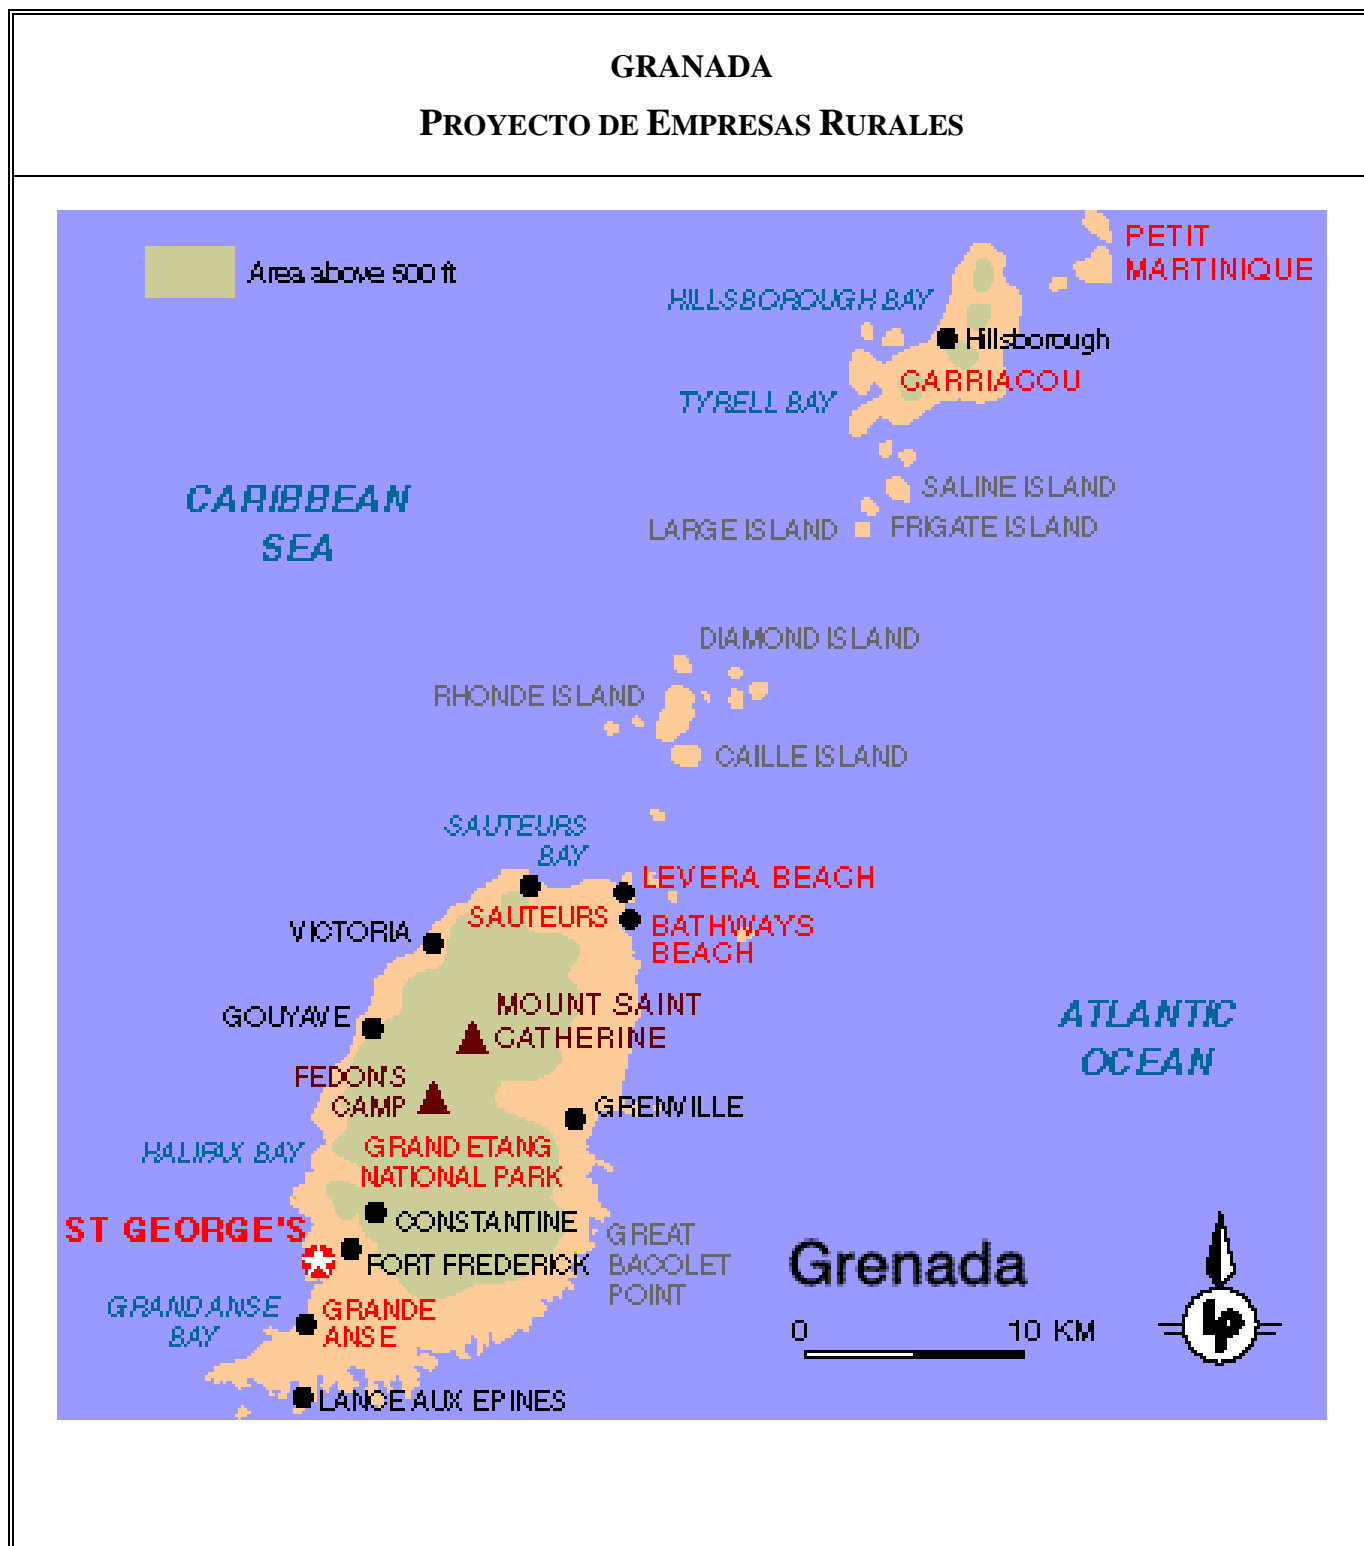 GRANADA
PROYECTO DE EMPRESAS RURALES
Area above 500 ft
PETIT
MARTINIQUE
HILLSBOROUGH BAY
Hillsborough
CARRIACOU
TYRELL BAY
CARIBBEAN
SEA
SALINE ISLAND
LARGE ISLAND
FRIGATE ISLAND
DIAMOND ISLAND
RHONDE ISLAND
CAILLE ISLAND
SAUTEURS
BAY
LEVERA BEACH
SAUTEURS
BATHWAYS
BEACH
VICTORIA
MOUNT SAINT
CATHERINE
GOUYAVE
ATLANTIC
OCEAN
FEDON'S
CAMP
GRENVILLE
HALIFAX BAY
GRAND ETANG
NATIONAL PARK
CONSTANTINE
ST GEORGE'S
FORT FREDERICK
GREAT
BACOLET
POINT
Grenada
GRAND ANSE
BAY
GRANDE
ANSE
0 10 KM
LP
LANCE AUX EPINES